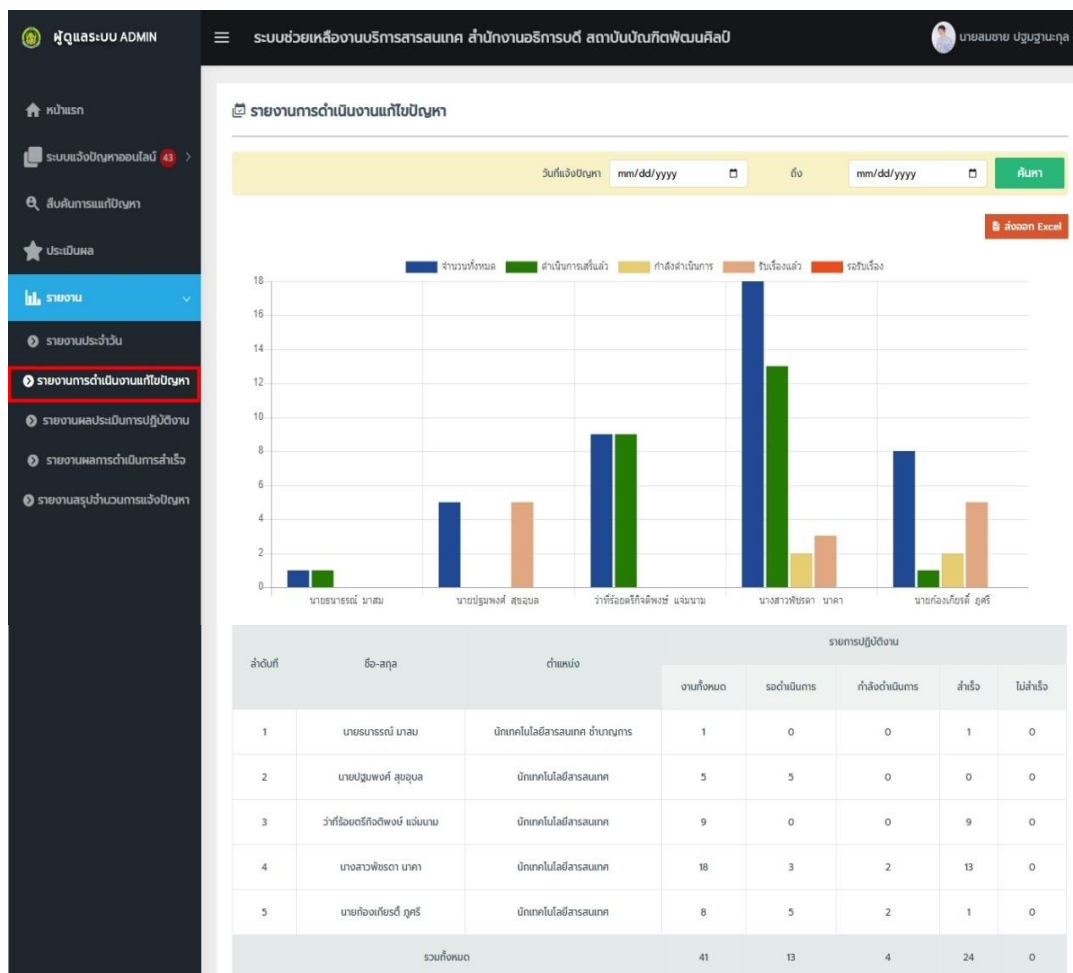 ผู้ดูแลระบบ ADMIN
ระบบช่วยเหลืองานบริการสารสนเทศ สำนักงานอธิการบดี สถาบันบัณฑิตพัฒนศิลป์
นายสมชาย ปฐมฐานะกุล
หน้าแรก
ระบบแจ้งปัญหาออนไลน์ 43
สืบค้นการแแก้ปัญหา
ประเมินผล
รายงาน
รายงานประจำวัน
รายงานการดำเนินงานแก้ไขปัญหา
รายงานผลประเมินการปฏิบัติงาน
รายงานผลการดำเนินการสำเร็จ
รายงานสรุปจำนวนการแจ้งปัญหา
รายงานการดำเนินงานแก้ไขปัญหา
วันที่แจ้งปัญหา mm/dd/yyyy ถึง mm/dd/yyyy ค้นหา
ส่งออก Excel
จำนวนทั้งหมด ดำเนินการเสร็แล้ว กำลังดำเนินการ รับเรื่องแล้ว รอรับเรื่อง
18
16
14
12
10
8
6
4
2
0
นายธนาธรณ์ มาสม นายปฐมพงศ์ สุขอุบล ว่าที่ร้อยตรีกิจติพงษ์ แจ่มนาม นางสาวพัชรดา นาคา นายก้องเกียรติ์ ภูศรี
ลำดับที่ ชื่อ-สกุล ตำแหน่ง รายการปฏิบัติงาน
งานทั้งหมด รอดำเนินการ กำลังดำเนินการ สำเร็จ ไม่สำเร็จ
1 นายธนาธรณ์ มาสม นักเทคโนโลยีสารสนเทศ ชำนาญการ 1 0 0 1 0
2 นายปฐมพงศ์ สุขอุบล นักเทคโนโลยีสารสนเทศ 5 5 0 0 0
3 ว่าที่ร้อยตรีกิจติพงษ์ แจ่มนาม นักเทคโนโลยีสารสนเทศ 9 0 0 9 0
4 นางสาวพัชรดา นาคา นักเทคโนโลยีสารสนเทศ 18 3 2 13 0
5 นายก้องเกียรติ์ ภูศรี นักเทคโนโลยีสารสนเทศ 8 5 2 1 0
รวมทั้งหมด 41 13 4 24 0